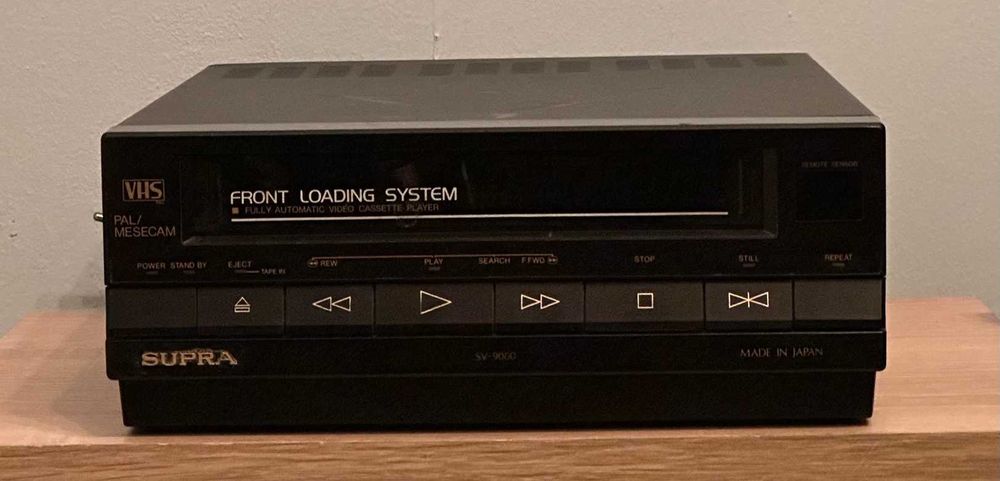 VHS
PAL/
MESECAM
FRONT LOADING SYSTEM
FULLY AUTOMATIC VIDEO CASSETTE PLAYER
REMOTE SENSOR
POWER STAND BY EJECT TAPE IN REW PLAY SEARCH F.FWD STOP STILL REPEAT
SUPRA
MADE IN JAPAN